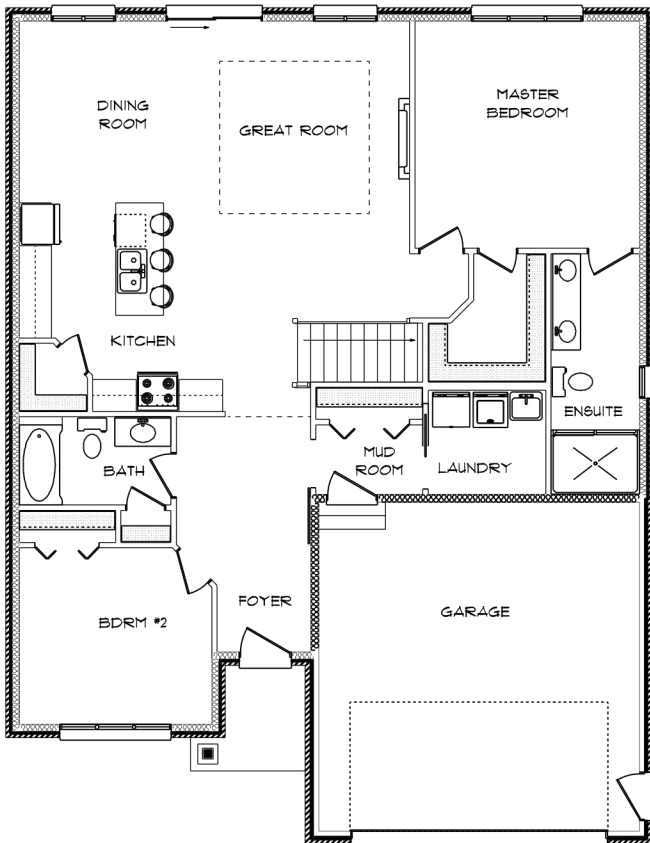 MASTER
BEDROOM
DINING
ROOM
GREAT ROOM
KITCHEN
ENSUITE
BATH
MUD
ROOM
LAUNDRY
FOYER
BDRM #2
GARAGE